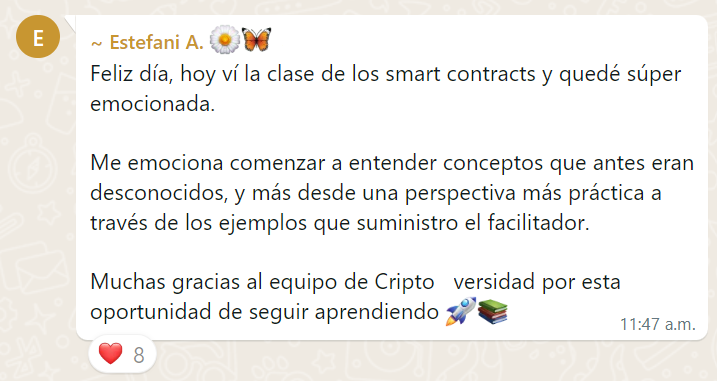 E
~ Estefani A. 🌼🦋
Feliz día, hoy ví la clase de los smart contracts y quedé súper
emocionada.
Me emociona comenzar a entender conceptos que antes eran
desconocidos, y más desde una perspectiva más práctica a
través de los ejemplos que suministro el facilitador.
Muchas gracias al equipo de Cripto   versidad por esta
oportunidad de seguir aprendiendo 🚀📚
11:47 a.m.
❤️ 8